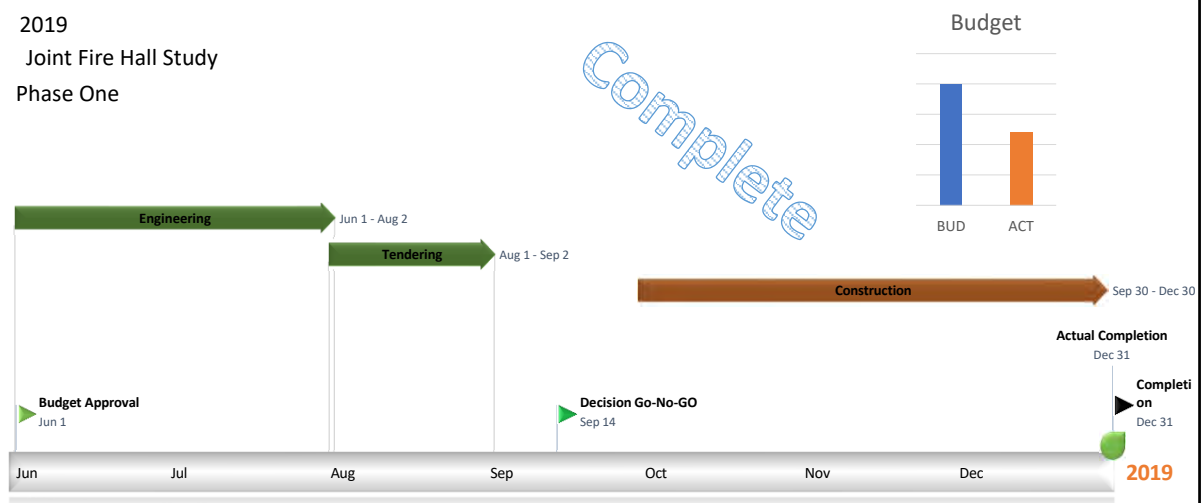 2019
Joint Fire Hall Study
Phase One
Complete
Budget
BUD
ACT
Engineering
Jun 1 - Aug 2
Tendering
Aug 1 - Sep 2
Construction
Sep 30 - Dec 30
Actual Completion
Dec 31
Budget Approval
Jun 1
Decision Go-No-GO
Sep 14
Completi
on
Dec 31
Jun
Jul
Aug
Sep
Oct
Nov
Dec
2019